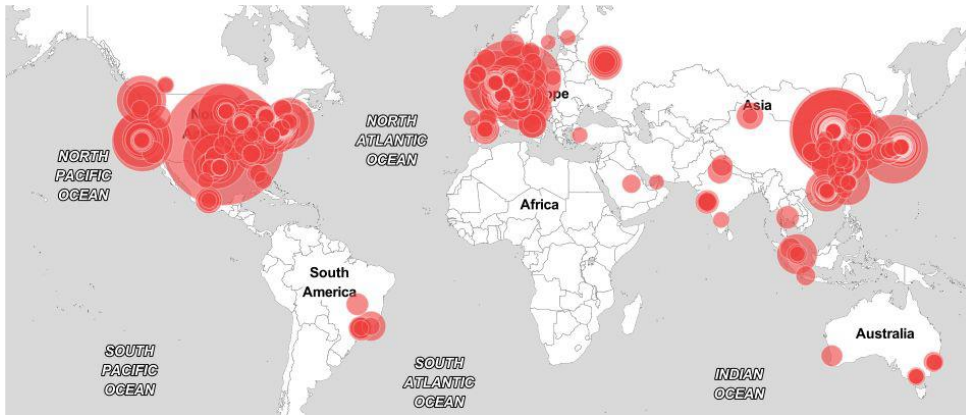 NORTH
PACIFIC
OCEAN
NORTH
ATLANTIC
OCEAN
Asia
Africa
South
America
Australia
SOUTH
PACIFIC
OCEAN
SOUTH
ATLANTIC
OCEAN
INDIAN
OCEAN